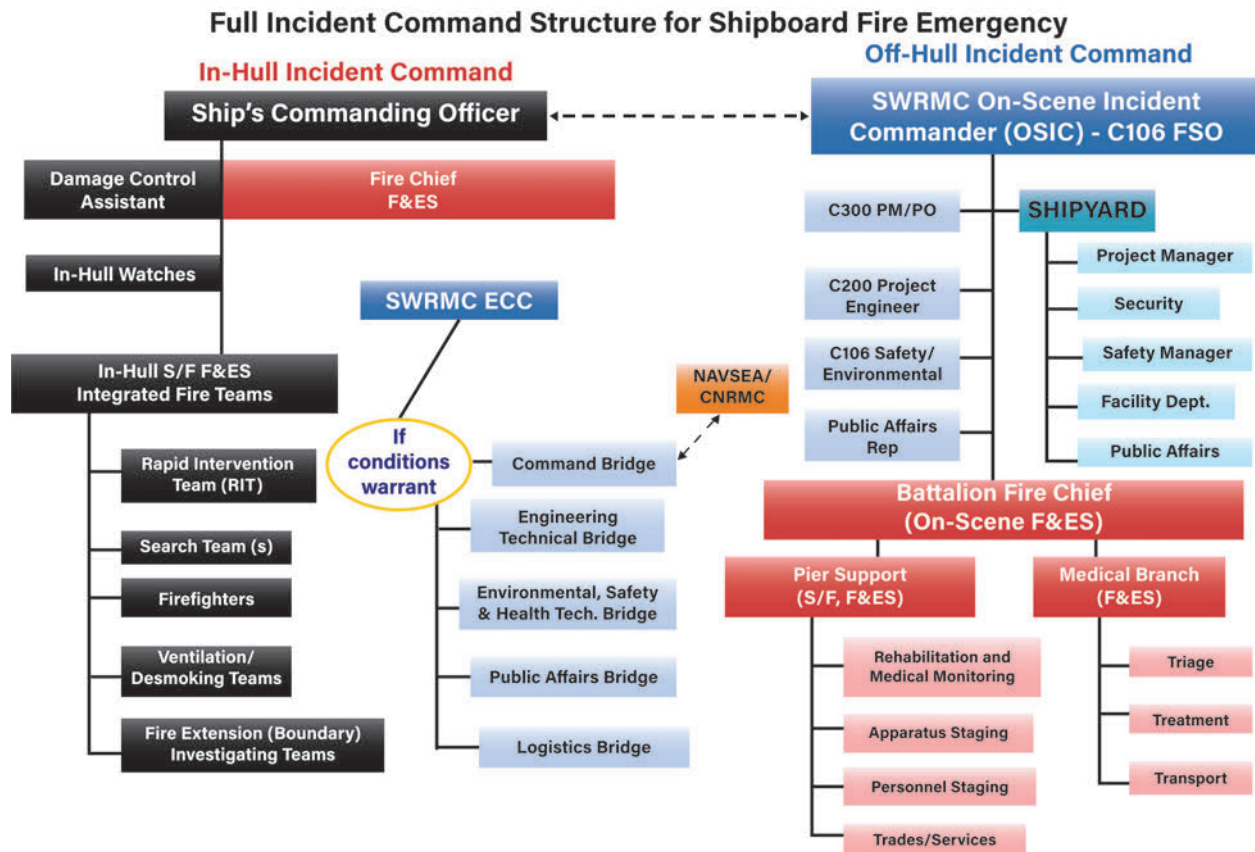 Full Incident Command Structure for Shipboard Fire Emergency
In-Hull Incident Command
Ship's Commanding Officer
Damage Control
Assistant
Fire Chief
F&ES
In-Hull Watches
In-Hull S/F F&ES
Integrated Fire Teams
Rapid Intervention
Team (RIT)
Search Team (s)
Firefighters
Ventilation/
Desmoking Teams
Fire Extension (Boundary)
Investigating Teams
SWRMC ECC
If
conditions
warrant
Command Bridge
Engineering
Technical Bridge
Environmental, Safety
& Health Tech. Bridge
Public Affairs Bridge
Logistics Bridge
NAVSEA/
CNRMC
Off-Hull Incident Command
SWRMC On-Scene Incident
Commander (OSIC) - C106 FSO
C300 PM/PO
C200 Project
Engineer
C106 Safety/
Environmental
Public Affairs
Rep
SHIPYARD
Project Manager
Security
Safety Manager
Facility Dept.
Public Affairs
Battalion Fire Chief
(On-Scene F&ES)
Pier Support
(S/F, F&ES)
Rehabilitation and
Medical Monitoring
Apparatus Staging
Personnel Staging
Trades/Services
Medical Branch
(F&ES)
Triage
Treatment
Transport